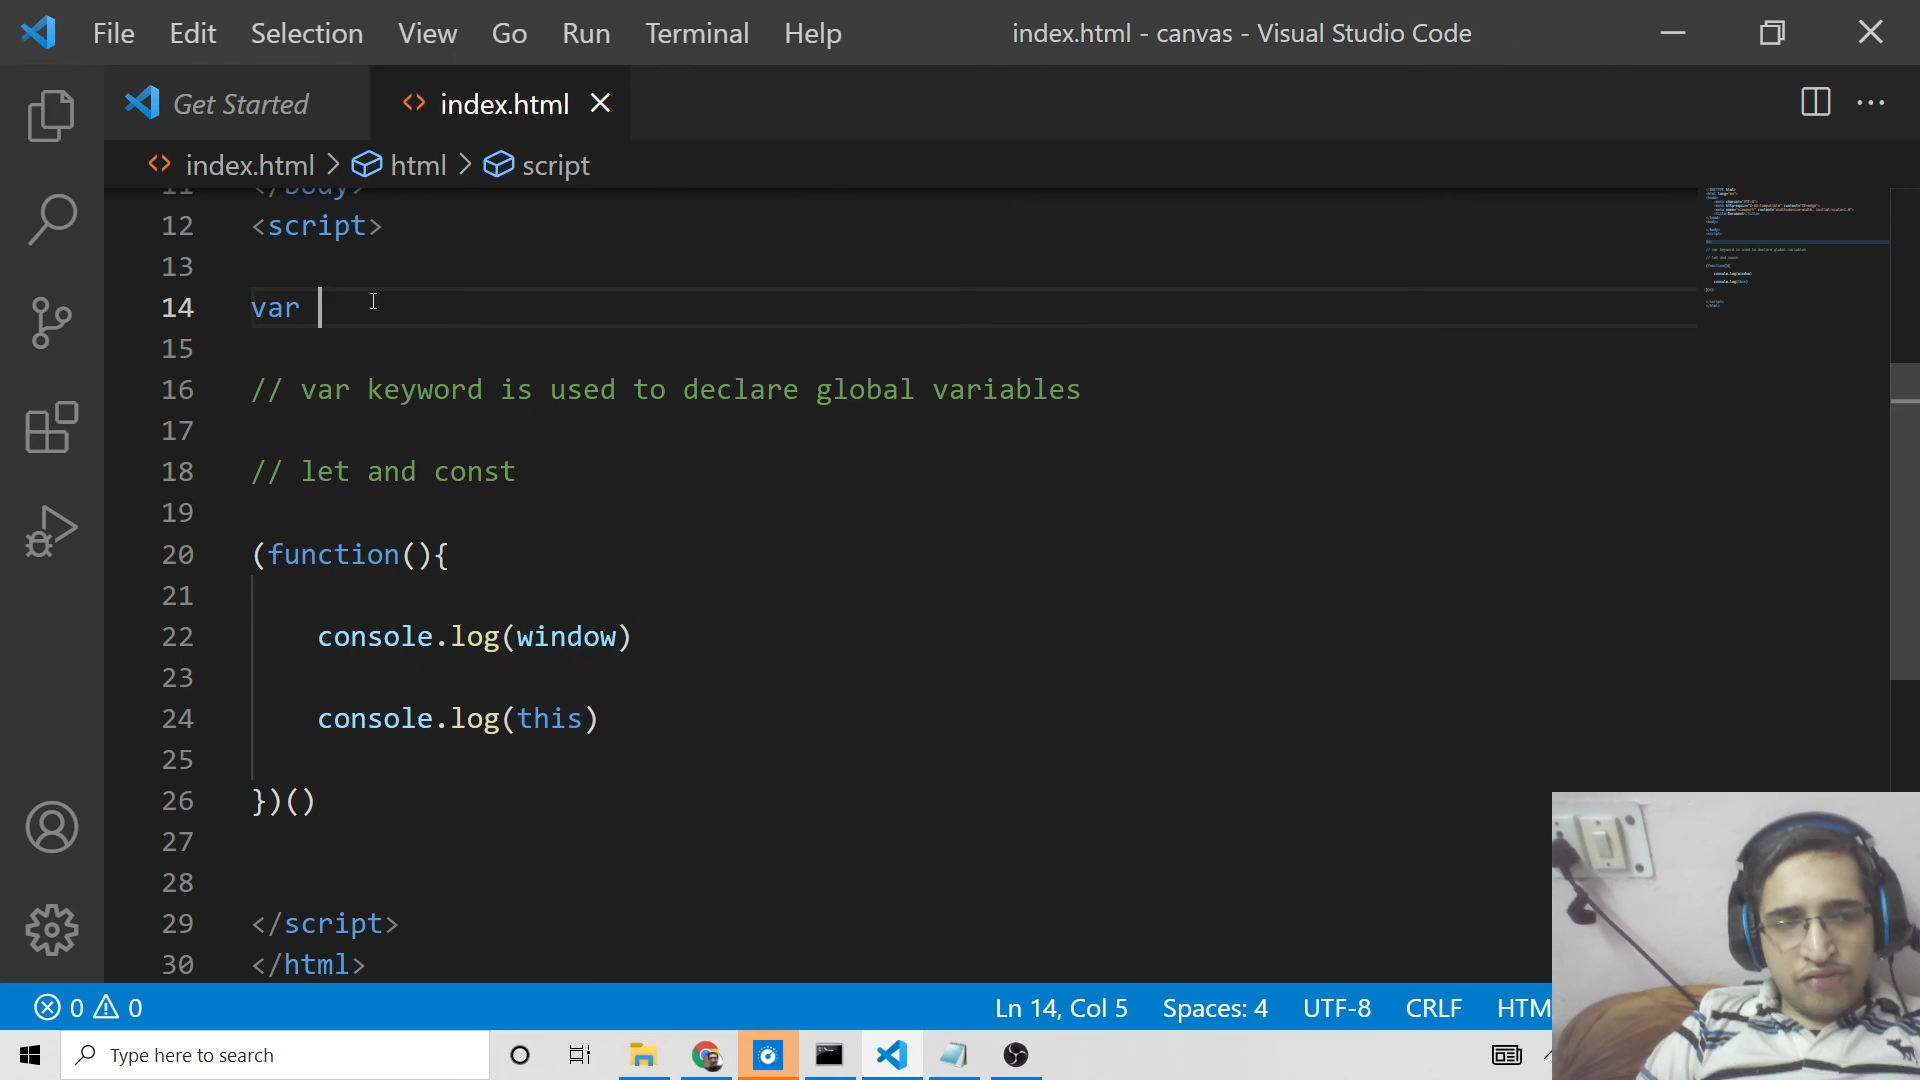 File Edit Selection View Go Run Terminal Help index.html - canvas - Visual Studio Code
Get Started index.html
index.html > html > script
11 </body>
12 <script>
13
14 var
15
16 // var keyword is used to declare global variables
17
18 // let and const
19
20 (function(){
21
22 console.log(window)
23
24 console.log(this)
25
26 })()
27
28
29 </script>
30 </html>
0 0 Ln 14, Col 5 Spaces: 4 UTF-8 CRLF HTM
Type here to search